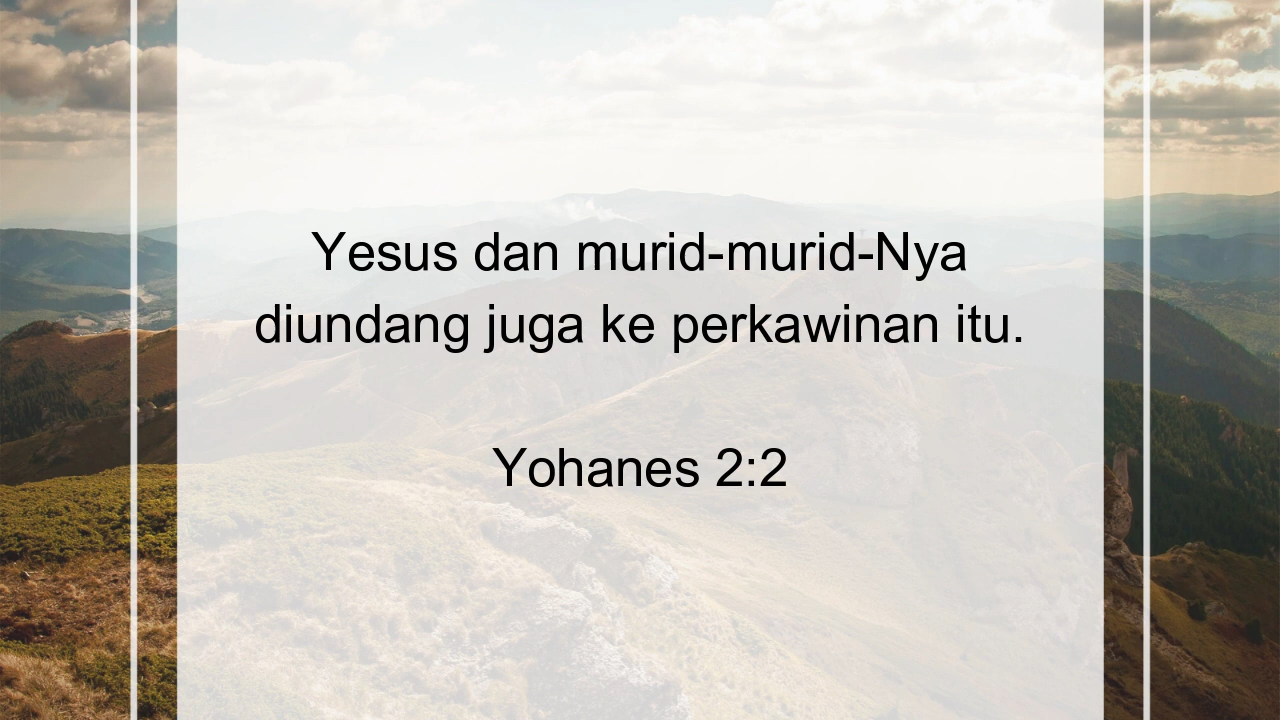 Yesus dan murid-murid-Nya
diundang juga ke perkawinan itu.
Yohanes 2:2